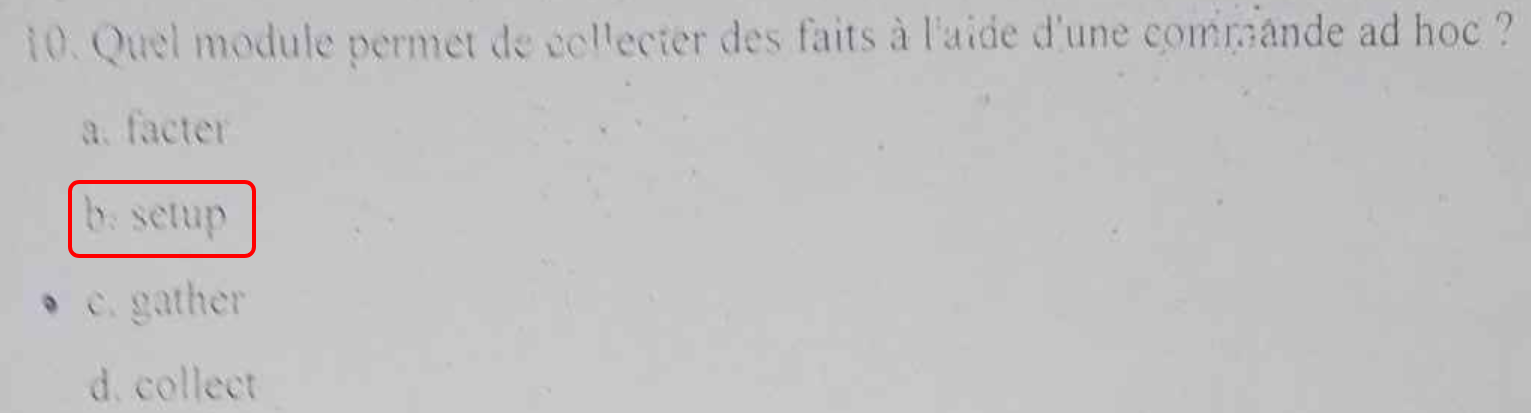 10. Quel module permet de collecter des faits à l'aide d'une commande ad hoc ?
a. facter
b. setup
c. gather
d. collect